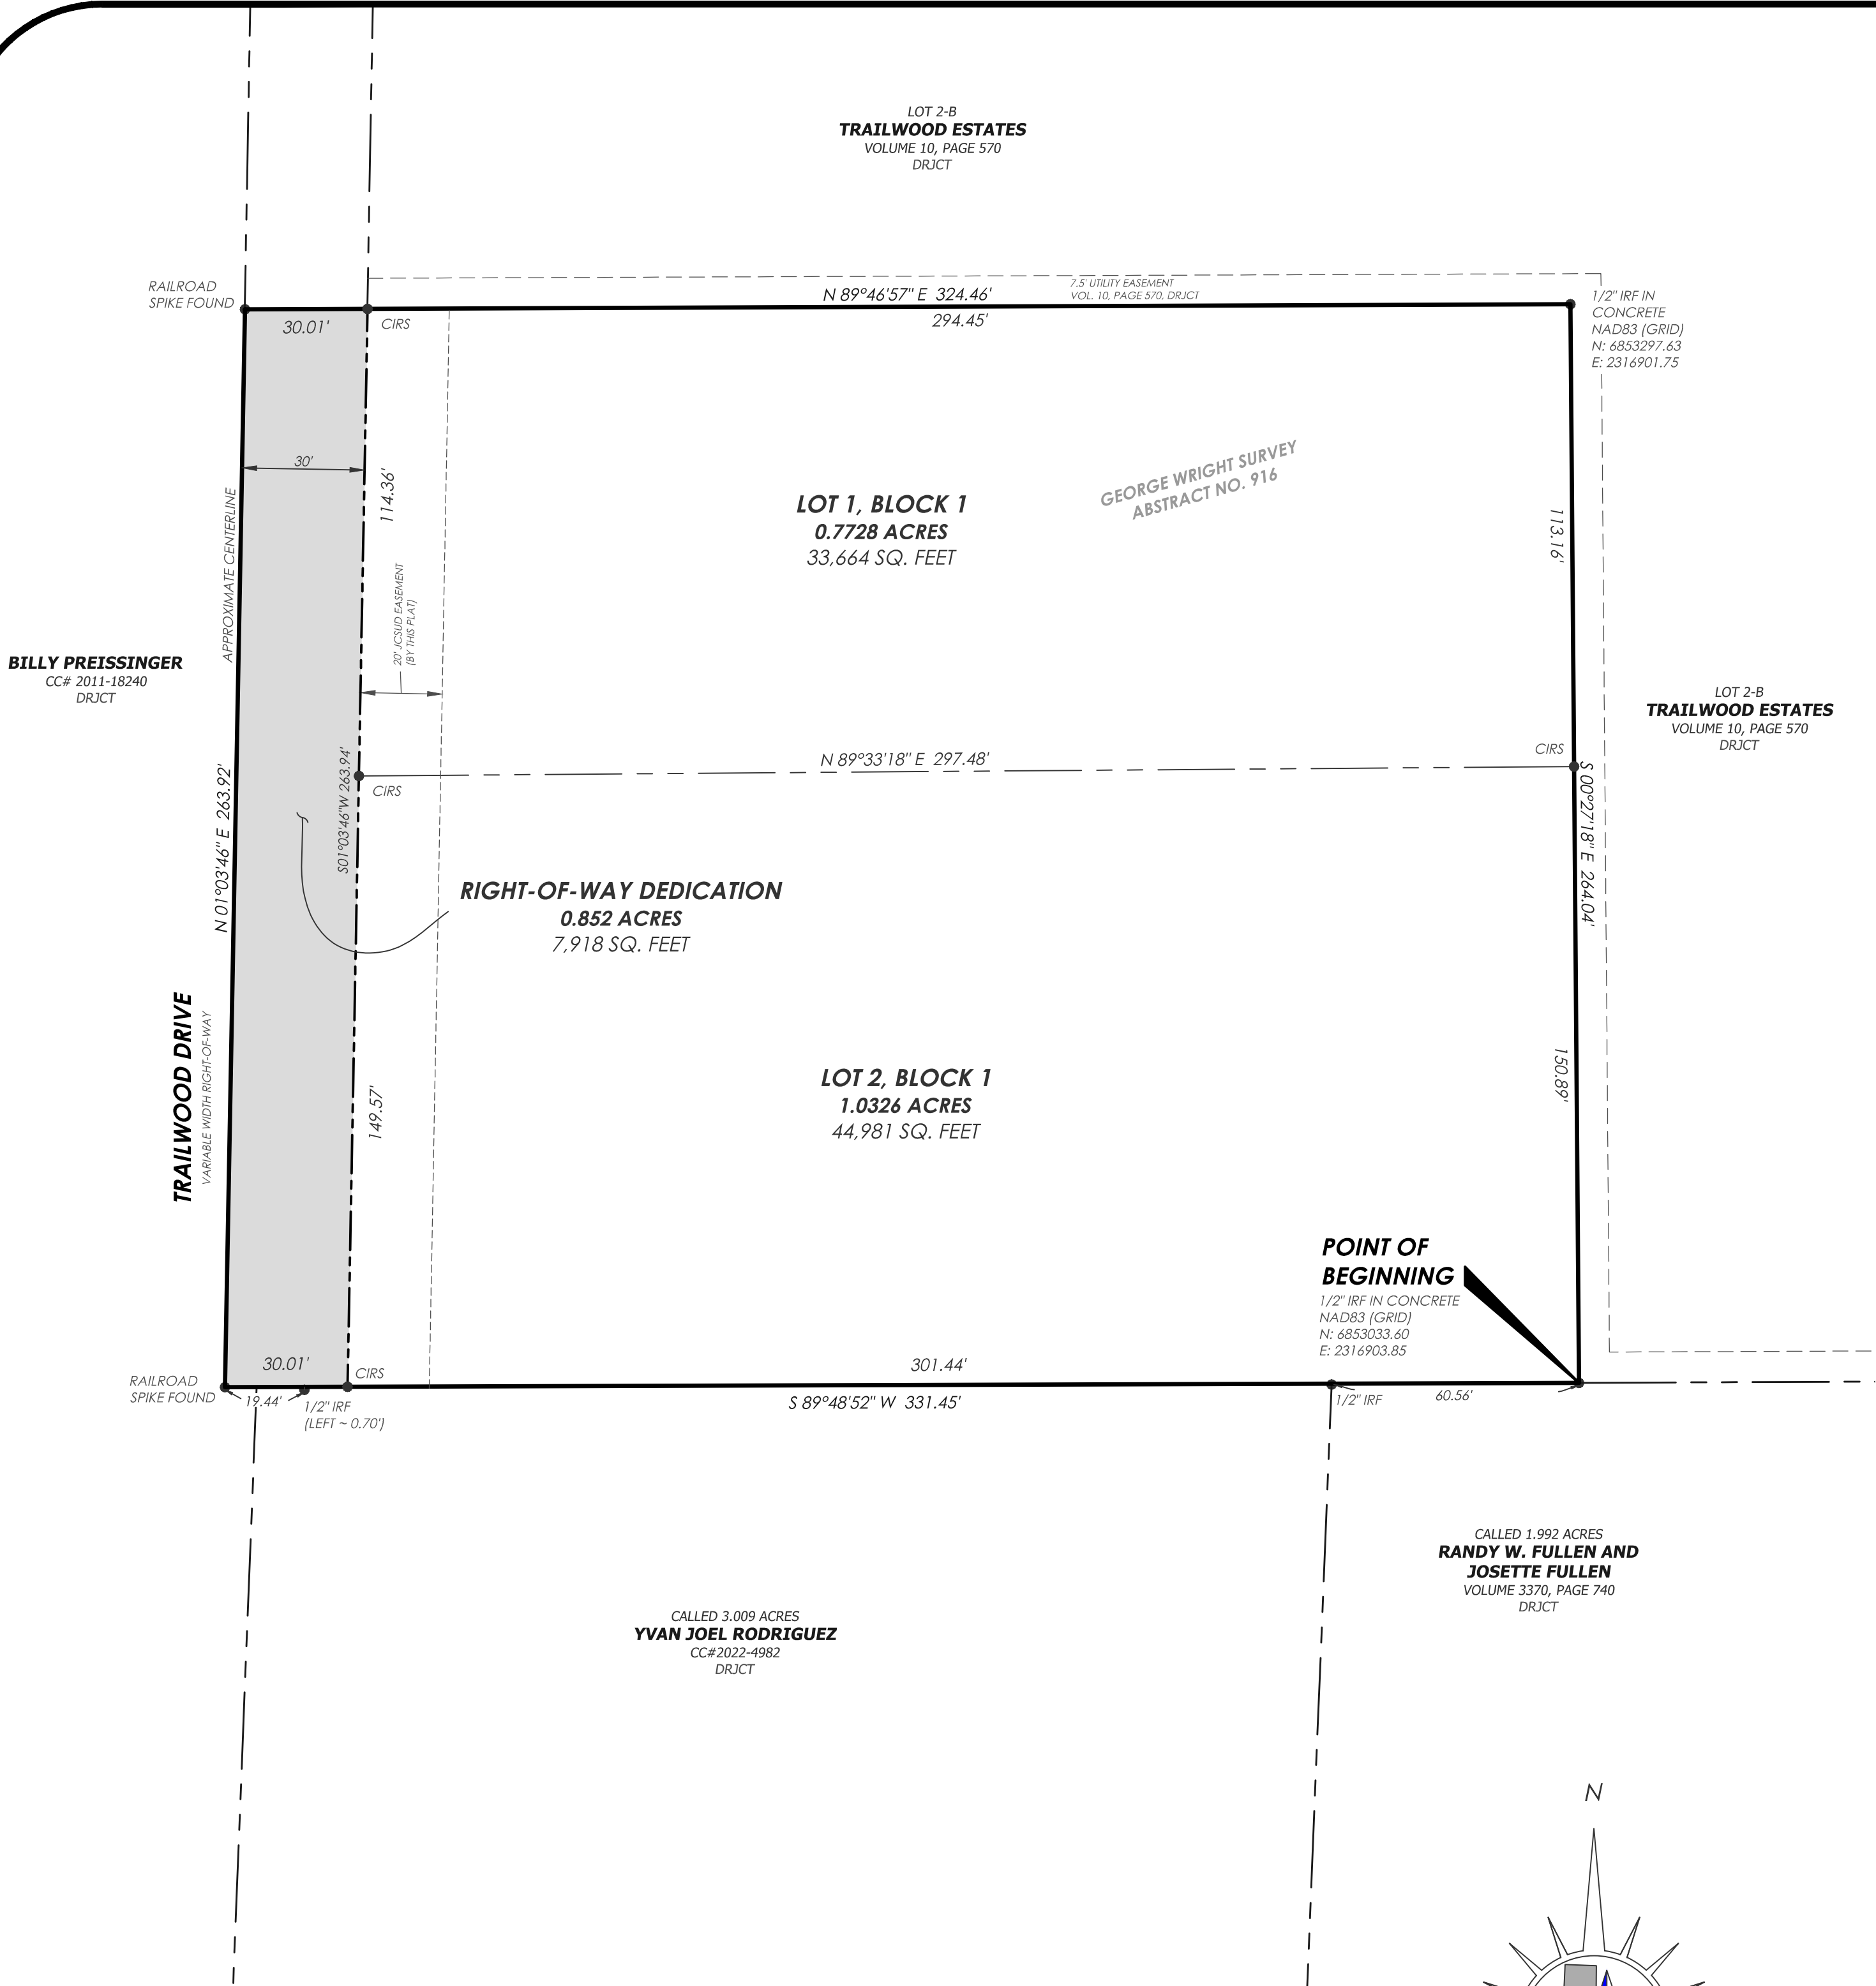 LOT 2-B
TRAILWOOD ESTATES
VOLUME 10, PAGE 570
DRJCT
RAILROAD
SPIKE FOUND
N 89°46'57" E 324.46'
7.5' UTILITY EASEMENT
VOL. 10, PAGE 570, DRJCT
1/2" IRF IN
CONCRETE
NAD83 (GRID)
N: 6853297.63
E: 2316901.75
30.01'
CIRS
294.45'
30'
114.36'
APPROXIMATE CENTERLINE
LOT 1, BLOCK 1
0.7728 ACRES
33,664 SQ. FEET
GEORGE WRIGHT SURVEY
ABSTRACT NO. 916
113.16'
20' JCSUD EASEMENT
(BY THIS PLAT)
BILLY PREISSINGER
CC# 2011-18240
DRJCT
LOT 2-B
TRAILWOOD ESTATES
VOLUME 10, PAGE 570
DRJCT
N 89°33'18" E 297.48'
CIRS
CIRS
N 01°03'46" E 263.92'
S01°03'46"W 263.94'
S 00°27'18" E 264.04'
RIGHT-OF-WAY DEDICATION
0.852 ACRES
7,918 SQ. FEET
TRAILWOOD DRIVE
VARIABLE WIDTH RIGHT-OF-WAY
149.57'
LOT 2, BLOCK 1
1.0326 ACRES
44,981 SQ. FEET
150.89'
POINT OF
BEGINNING
1/2" IRF IN CONCRETE
NAD83 (GRID)
N: 6853033.60
E: 2316903.85
30.01'
CIRS
301.44'
RAILROAD
SPIKE FOUND
19.44'
1/2" IRF
(LEFT ~ 0.70')
S 89°48'52" W 331.45'
1/2" IRF
60.56'
CALLED 1.992 ACRES
RANDY W. FULLEN AND
JOSETTE FULLEN
VOLUME 3370, PAGE 740
DRJCT
CALLED 3.009 ACRES
YVAN JOEL RODRIGUEZ
CC#2022-4982
DRJCT
N